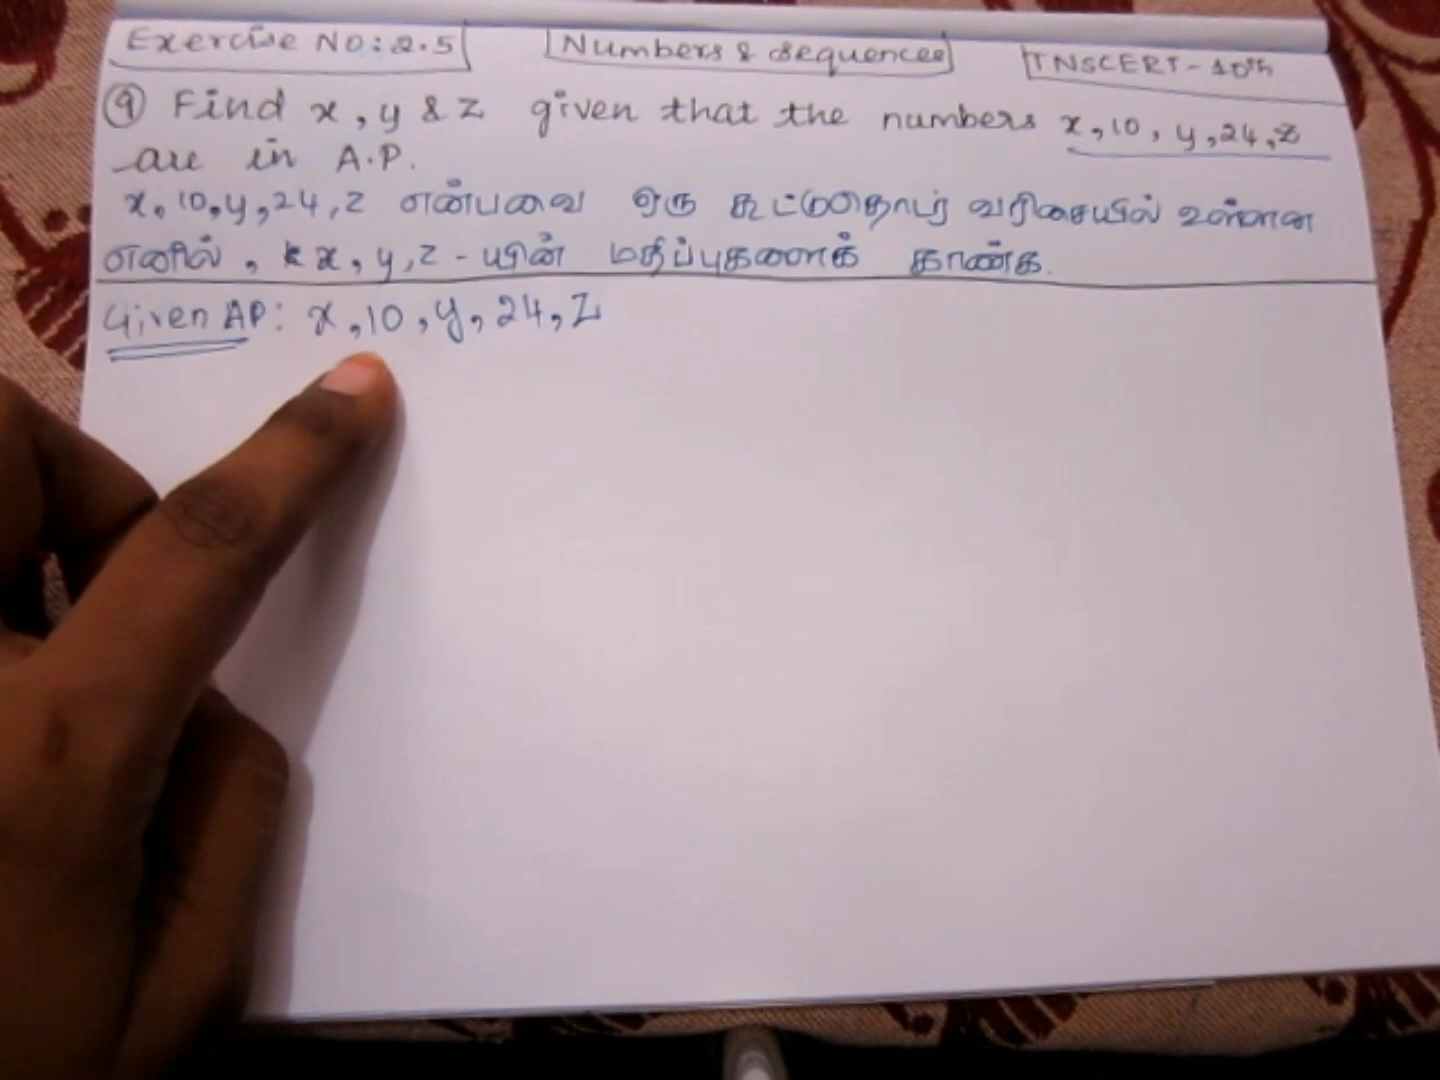 Exercise NO: 2.5 Numbers & Sequences TNSCERT - 10th
9 Find x, y & z given that the numbers x, 10, y, 24, z
are in A.P.
x, 10, y, 24, z என்பவை ஒரு கூட்டுதொடர் வரிசையில் உள்ளன
எனில், x, y, z - யின் மதிப்புகளைக் காண்க.
Given AP: x, 10, y, 24, z